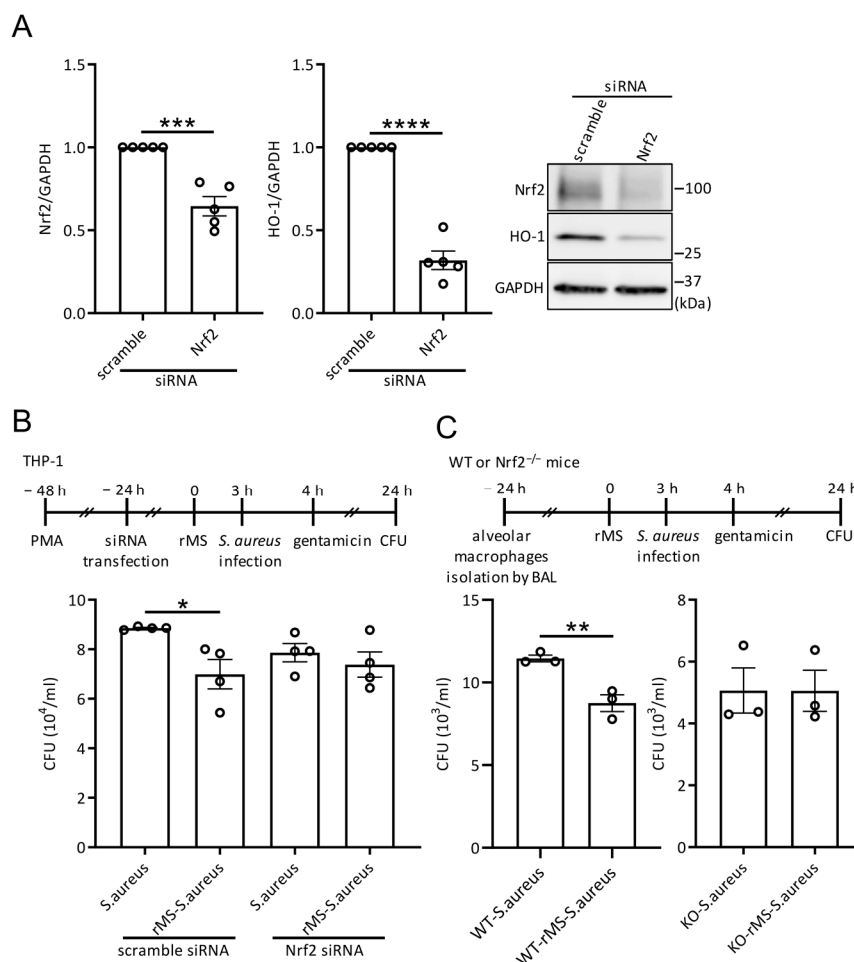 A
Nrf2/GAPDH
1.5
1.0
0.5
0.0
***
scramble
Nrf2
siRNA
HO-1/GAPDH
1.5
1.0
0.5
0.0
****
scramble
Nrf2
siRNA
siRNA
scramble
Nrf2
Nrf2
–100
HO-1
–25
GAPDH
–37
(kDa)
B
THP-1
– 48 h
– 24 h
0
3 h
4 h
24 h
PMA
siRNA
transfection
rMS
S. aureus
infection
gentamicin
CFU
CFU (10⁴/ml)
10
8
6
4
2
0
*
S.aureus
rMS-S.aureus
S.aureus
rMS-S.aureus
scramble siRNA
Nrf2 siRNA
C
WT or Nrf2⁻/⁻ mice
– 24 h
0
3 h
4 h
24 h
alveolar
macrophages
isolation by BAL
rMS
S. aureus
infection
gentamicin
CFU
CFU (10³/ml)
15
10
5
0
**
WT-S.aureus
WT-rMS-S.aureus
CFU (10³/ml)
8
6
4
2
0
KO-S.aureus
KO-rMS-S.aureus